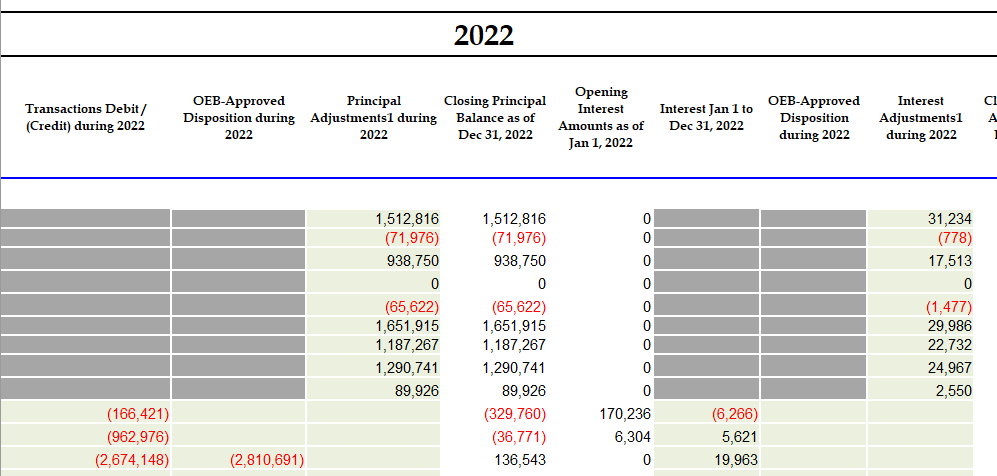 2022
Transactions Debit / (Credit) during 2022
OEB-Approved Disposition during 2022
Principal Adjustments1 during 2022
Closing Principal Balance as of Dec 31, 2022
Opening Interest Amounts as of Jan 1, 2022
Interest Jan 1 to Dec 31, 2022
OEB-Approved Disposition during 2022
Interest Adjustments1 during 2022
1,512,816 1,512,816 0 31,234
(71,976) (71,976) 0 (778)
938,750 938,750 0 17,513
0 0 0 0
(65,622) (65,622) 0 (1,477)
1,651,915 1,651,915 0 29,986
1,187,267 1,187,267 0 22,732
1,290,741 1,290,741 0 24,967
89,926 89,926 0 2,550
(166,421) (329,760) 170,236 (6,266)
(962,976) (36,771) 6,304 5,621
(2,674,148) (2,810,691) 136,543 0 19,963